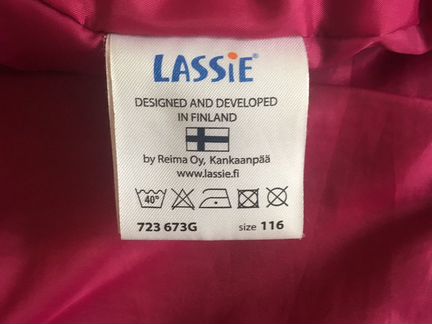 LASSiE®
DESIGNED AND DEVELOPED
IN FINLAND
by Reima Oy, Kankaanpää
www.lassie.fi
40°
723 673G size 116